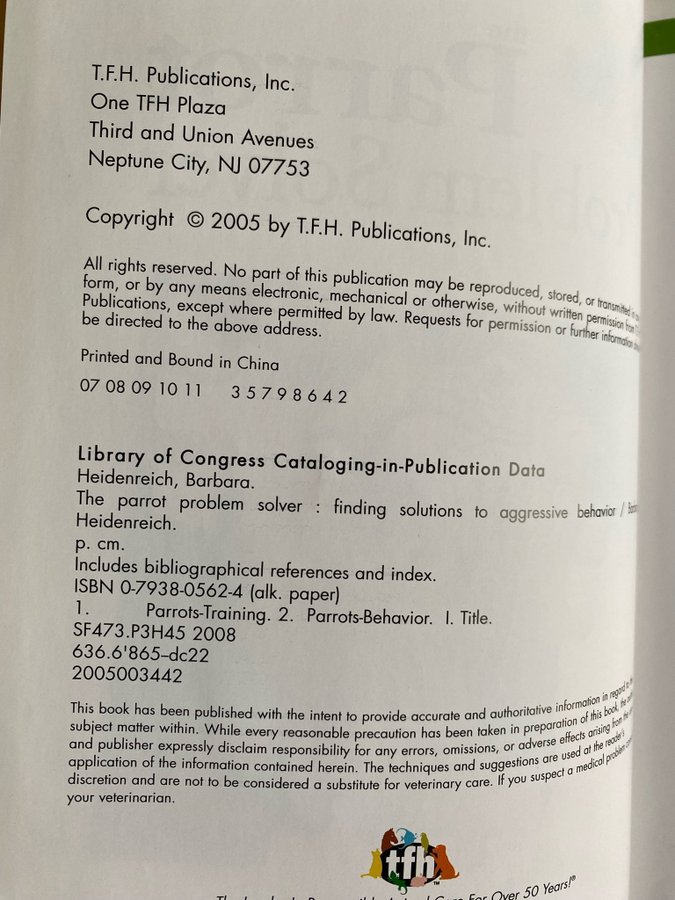 T.F.H. Publications, Inc.
One TFH Plaza
Third and Union Avenues
Neptune City, NJ 07753
Copyright © 2005 by T.F.H. Publications, Inc.
All rights reserved. No part of this publication may be reproduced, stored, or transmitted in
form, or by any means electronic, mechanical or otherwise, without written permission from
Publications, except where permitted by law. Requests for permission or further information
be directed to the above address.
Printed and Bound in China
07 08 09 10 11 3 5 7 9 8 6 4 2
Library of Congress Cataloging-in-Publication Data
Heidenreich, Barbara.
The parrot problem solver : finding solutions to aggressive behavior /
Heidenreich.
p. cm.
Includes bibliographical references and index.
ISBN 0-7938-0562-4 (alk. paper)
1. Parrots-Training. 2. Parrots-Behavior. I. Title.
SF473.P3H45 2008
636.6'865–dc22
2005003442
This book has been published with the intent to provide accurate and authoritative information in regard to the
subject matter within. While every reasonable precaution has been taken in preparation of this book, the
and publisher expressly disclaim responsibility for any errors, omissions, or adverse effects arising from the
application of the information contained herein. The techniques and suggestions are used at the reader's
discretion and are not to be considered a substitute for veterinary care. If you suspect a medical problem
your veterinarian.
tfh™
For Over 50 Years!®